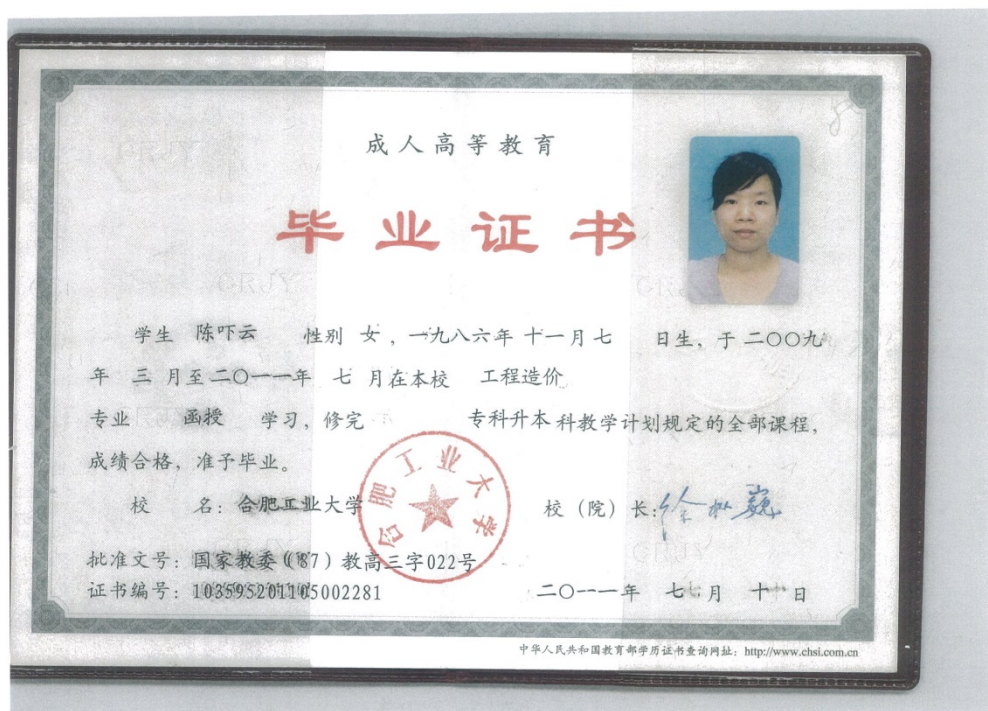 成人高等教育
毕业证书
学生 陈吓云 性别 女，一九八六年 十一月七 日生，于 二〇〇九
年 三 月至二〇一一年 七 月在本校 工程造价
专业 函授 学习，修完 专科升本 科教学计划规定的全部课程，
成绩合格，准予毕业。
校 名：合肥工业大学 校（院）长：徐枞巍
合肥工业大学
批准文号：国家教委（87）教高三字022号
证书编号：103595201105002281 二〇一一年 七 月 十 日
中华人民共和国教育部学历证书查询网址：http://www.chsi.com.cn